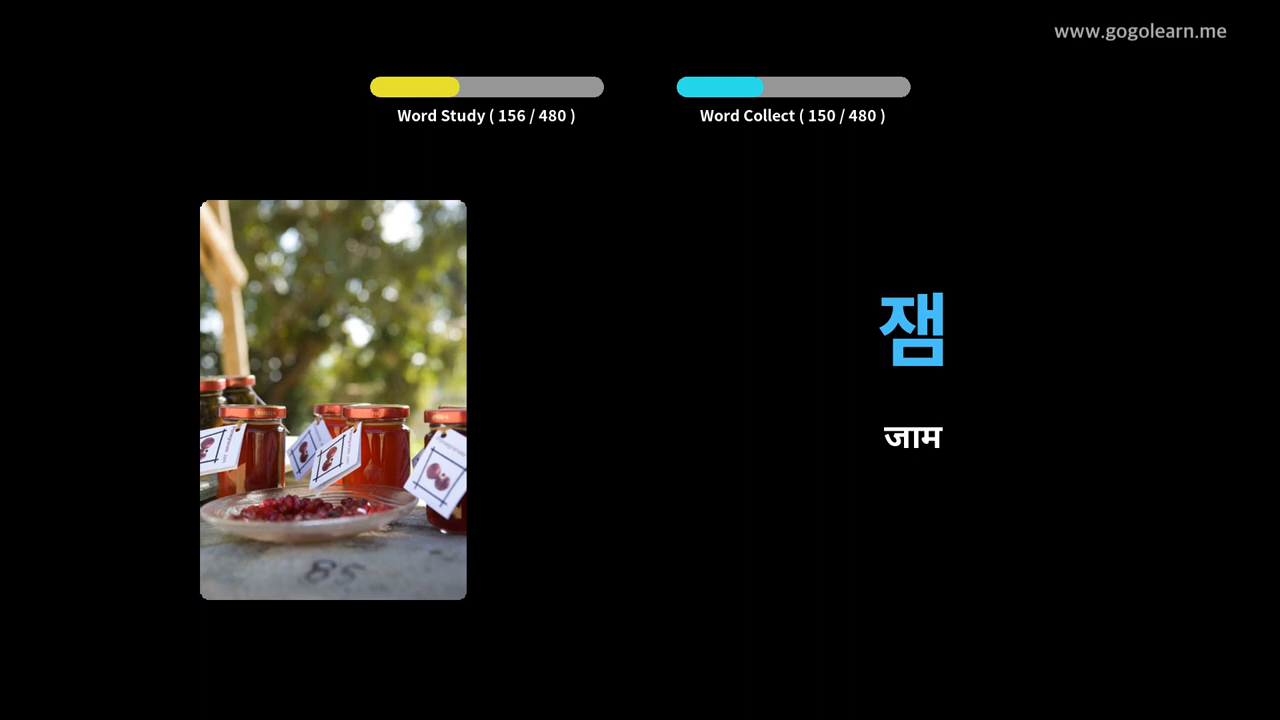 www.gogolearn.me
Word Study ( 156 / 480 )
Word Collect ( 150 / 480 )
잼
जाम
85